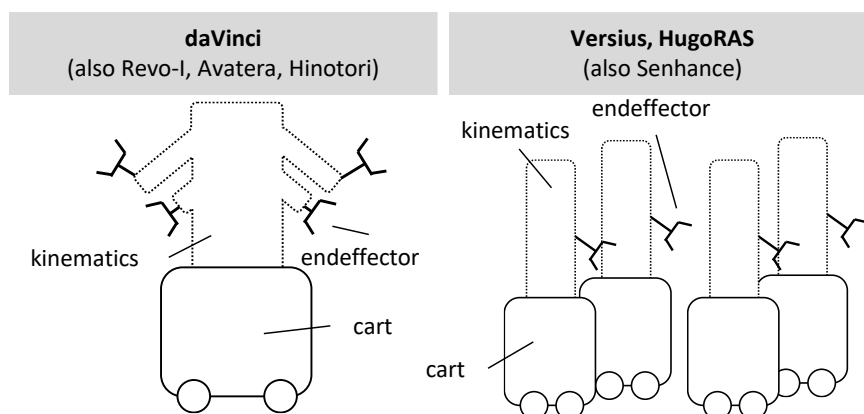 daVinci
(also Revo-I, Avatera, Hinotori)
kinematics
endeffector
cart
Versius, HugoRAS
(also Senhance)
endeffector
kinematics
cart